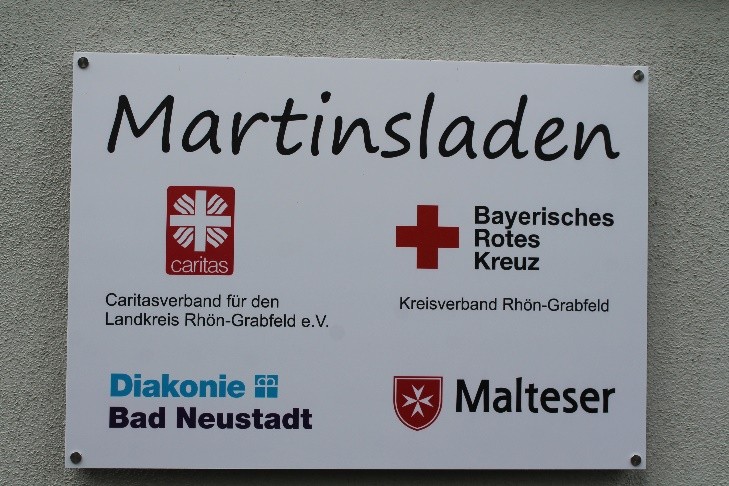 Martinsladen
caritas
Caritasverband für den
Landkreis Rhön-Grabfeld e.V.
Bayerisches
Rotes
Kreuz
Kreisverband Rhön-Grabfeld
Diakonie
Bad Neustadt
Malteser